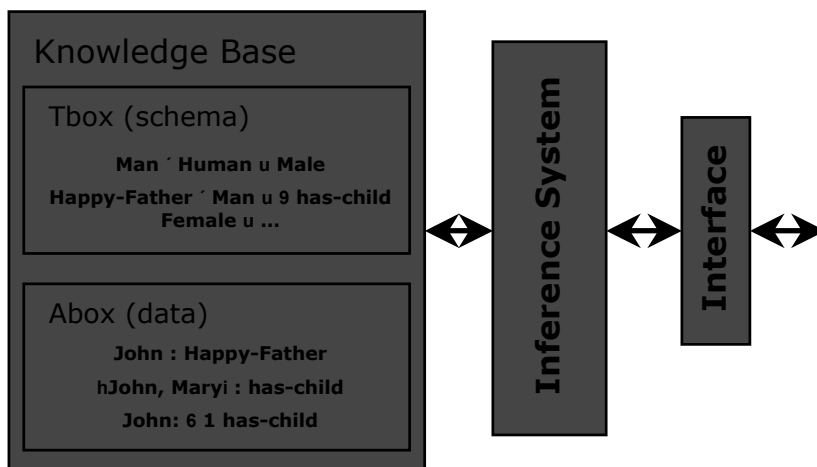 Knowledge Base
Tbox (schema)
Man ´ Human u Male
Happy-Father ´ Man u 9 has-child
Female u ...
Abox (data)
John : Happy-Father
hJohn, Maryi : has-child
John: 6 1 has-child
Inference System
Interface